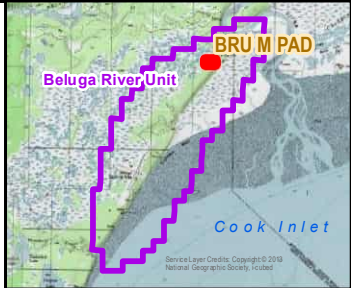 BRU M PAD
Beluga River Unit
Cook Inlet
Service Layer Credits: Copyright:© 2013
National Geographic Society, i-cubed